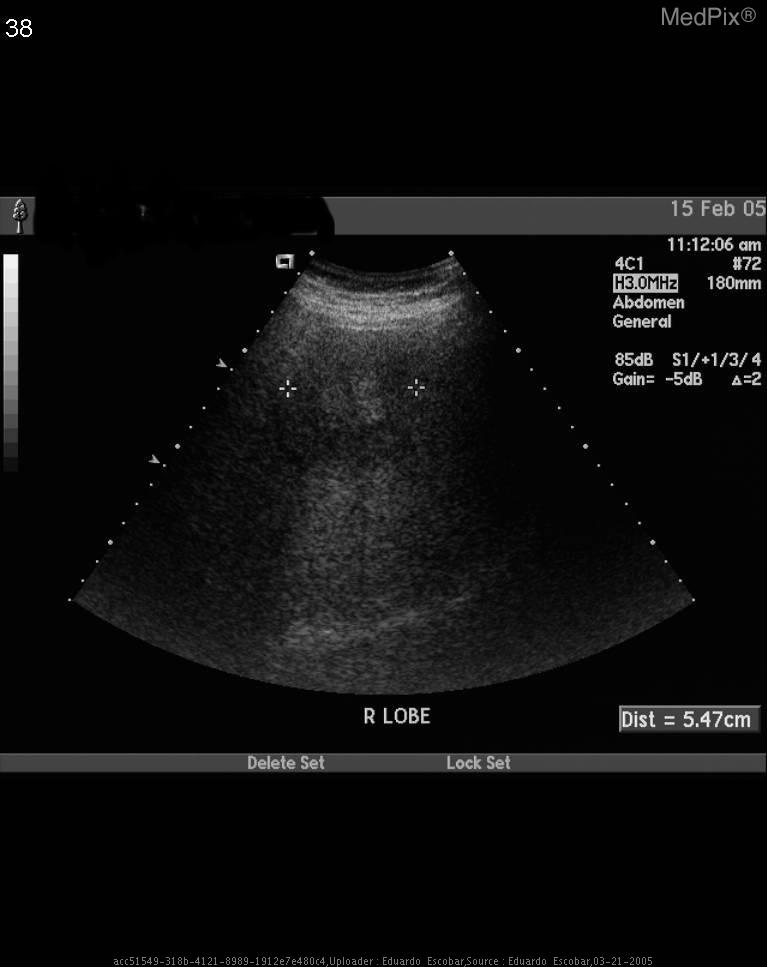 38
MedPix®
15 Feb 05
11:12:06 am
4C1 #72
H3.0MHz 180mm
Abdomen
General
85dB S1/+1/3/4
Gain= -5dB Δ=2
R LOBE
Dist = 5.47cm
Delete Set Lock Set
acc51549-318b-4121-8989-1912e7e480c4,Uploader : Eduardo Escobar,Source : Eduardo Escobar,03-21-2005